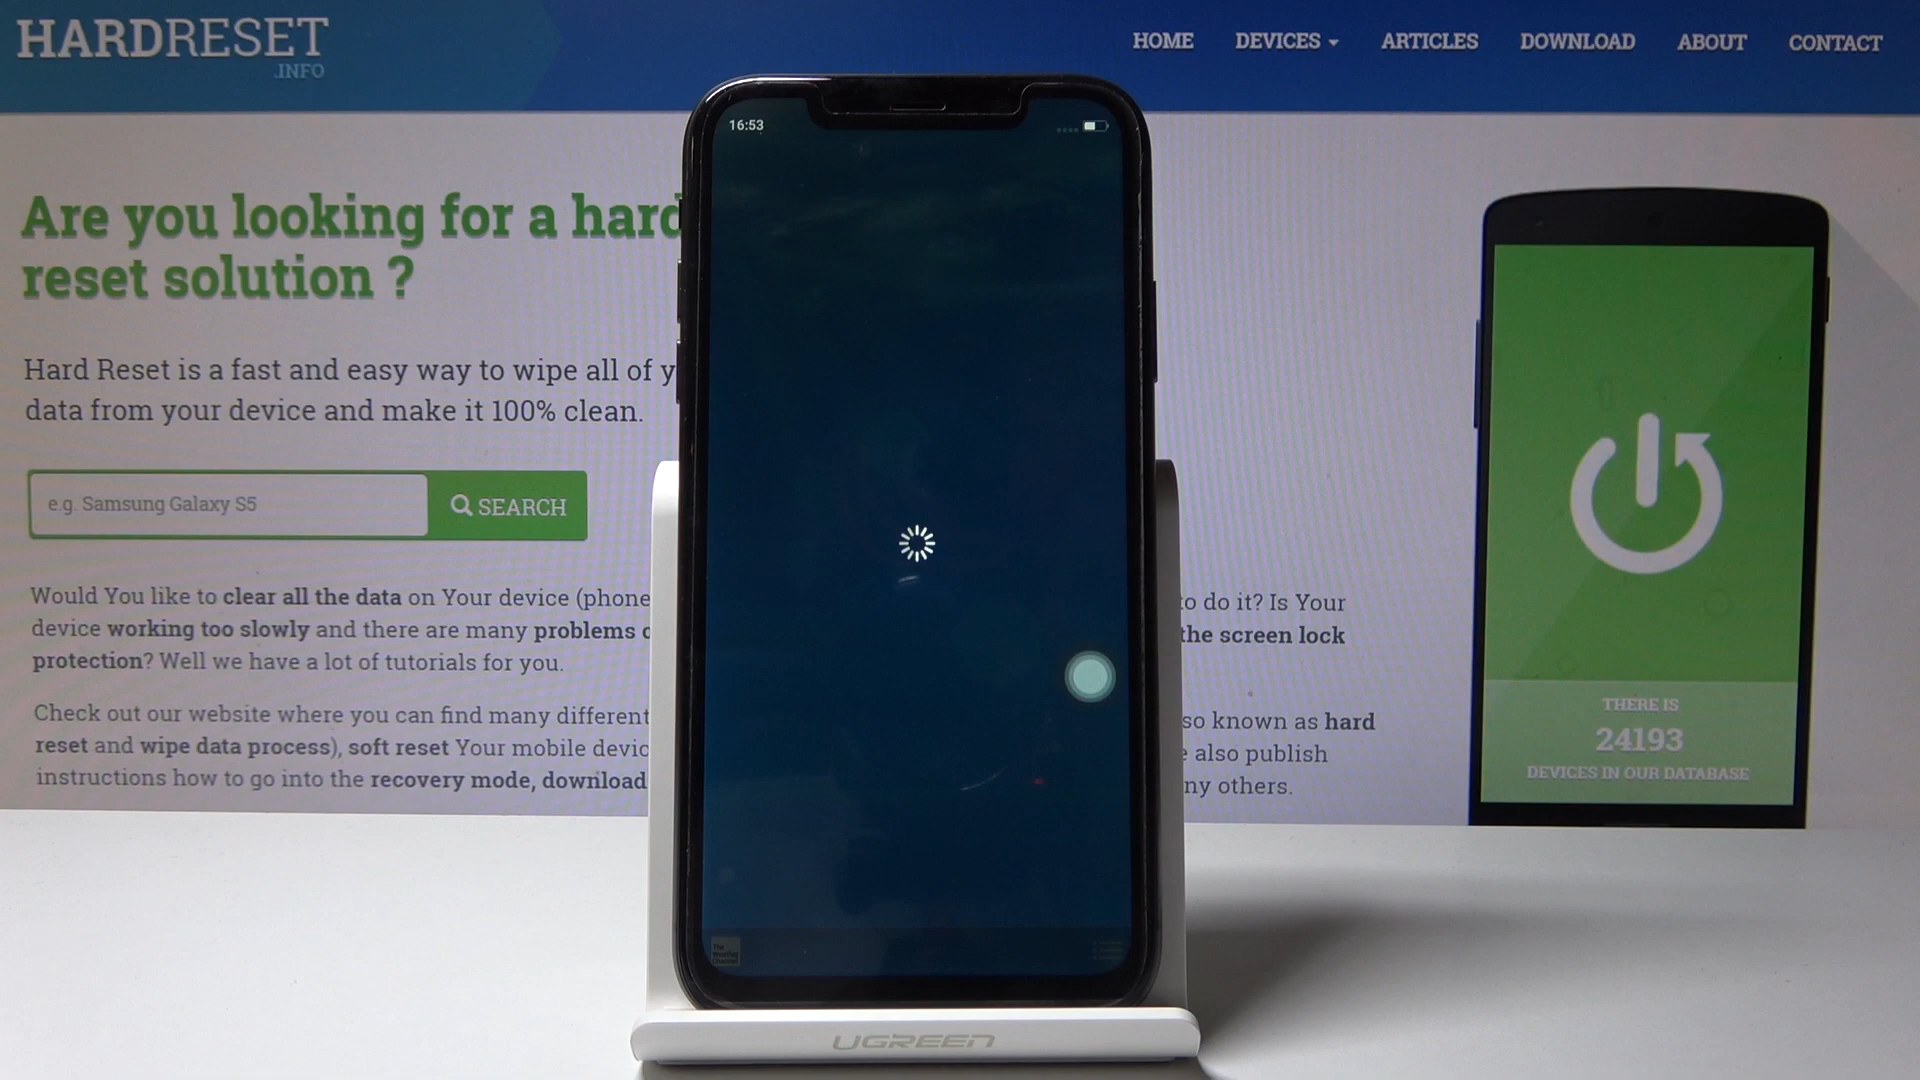 HARDRESET
.INFO
HOME DEVICES ARTICLES DOWNLOAD ABOUT CONTACT
16:53
Are you looking for a hard
reset solution ?
Hard Reset is a fast and easy way to wipe all of y
data from your device and make it 100% clean.
e.g. Samsung Galaxy S5
SEARCH
Would You like to clear all the data on Your device (phone
device working too slowly and there are many problems
protection? Well we have a lot of tutorials for you.
to do it? Is Your
the screen lock
Check out our website where you can find many different
reset and wipe data process), soft reset Your mobile devic
instructions how to go into the recovery mode, download
so known as hard
also publish
ny others.
THERE IS
24193
DEVICES IN OUR DATABASE
The
Weather
Channel
UGREEN